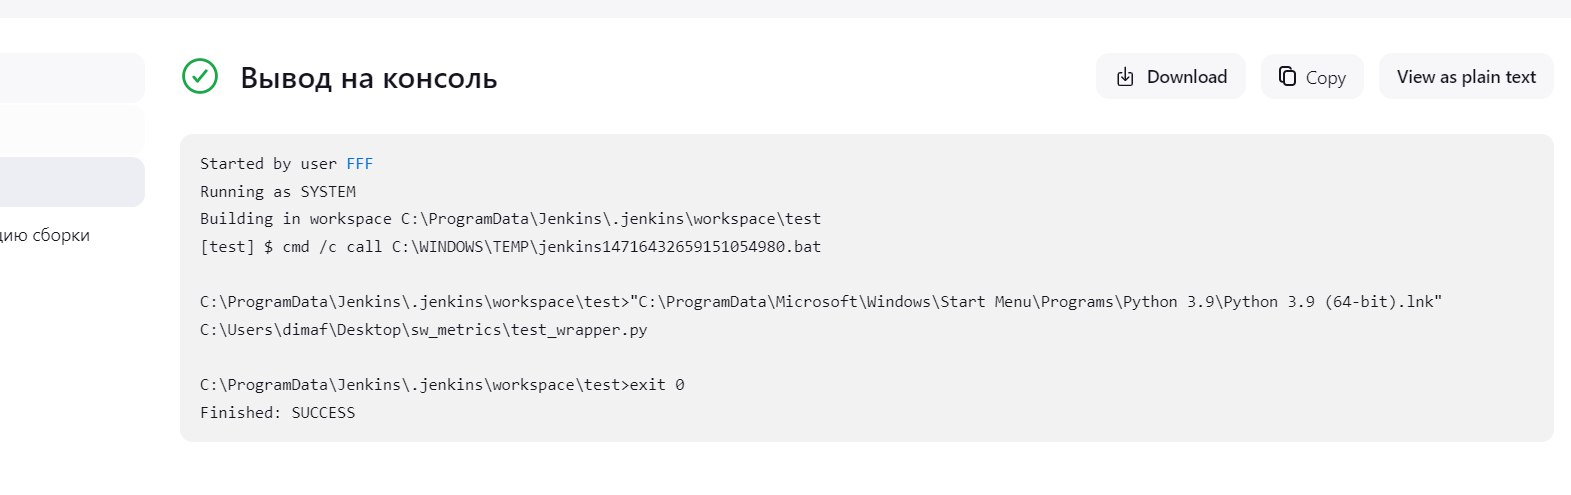 Вывод на консоль
Download
Copy
View as plain text
Started by user FFF
Running as SYSTEM
Building in workspace C:\ProgramData\Jenkins\.jenkins\workspace\test
[test] $ cmd /c call C:\WINDOWS\TEMP\jenkins14716432659151054980.bat
C:\ProgramData\Jenkins\.jenkins\workspace\test>"C:\ProgramData\Microsoft\Windows\Start Menu\Programs\Python 3.9\Python 3.9 (64-bit).lnk"
C:\Users\dimaf\Desktop\sw_metrics\test_wrapper.py
C:\ProgramData\Jenkins\.jenkins\workspace\test>exit 0
Finished: SUCCESS
сборки